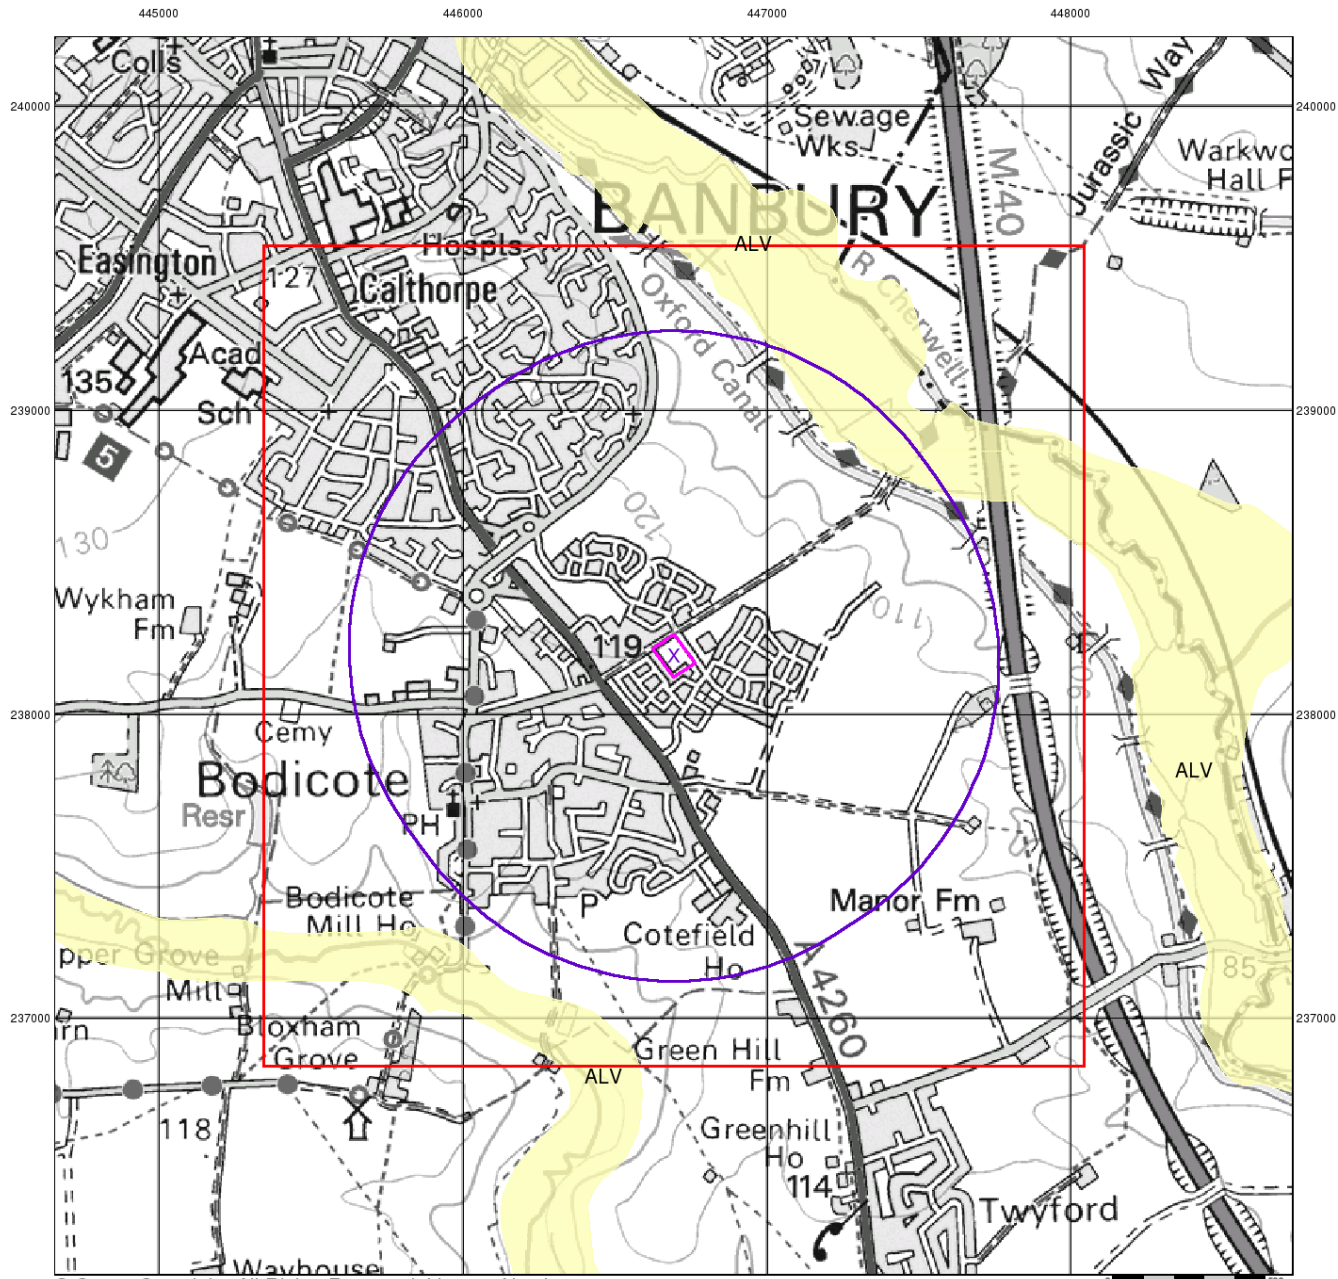 445000 446000 447000 448000
Colls
Way
240000 240000
Sewage
Wks
M40
Jurassic
Hall F
BANBURY
Hospls
ALV
Easington
127
Calthorpe
R Cherwell
Oxford Canal
Acad
135
Sch
239000 239000
5
120
130
Wykham
Fm
110
119
238000 238000
Cemy
Bodicote
ALV
Resr
PH
Bodicote
Mill Ho
Manor Fm
P
Cotefield
Ho
A 4260
pper Grove
Mill
85
237000 237000
Bloxham
Grove
Green Hill
Fm
ALV
118
Greenhill
Ho
114
Twyford